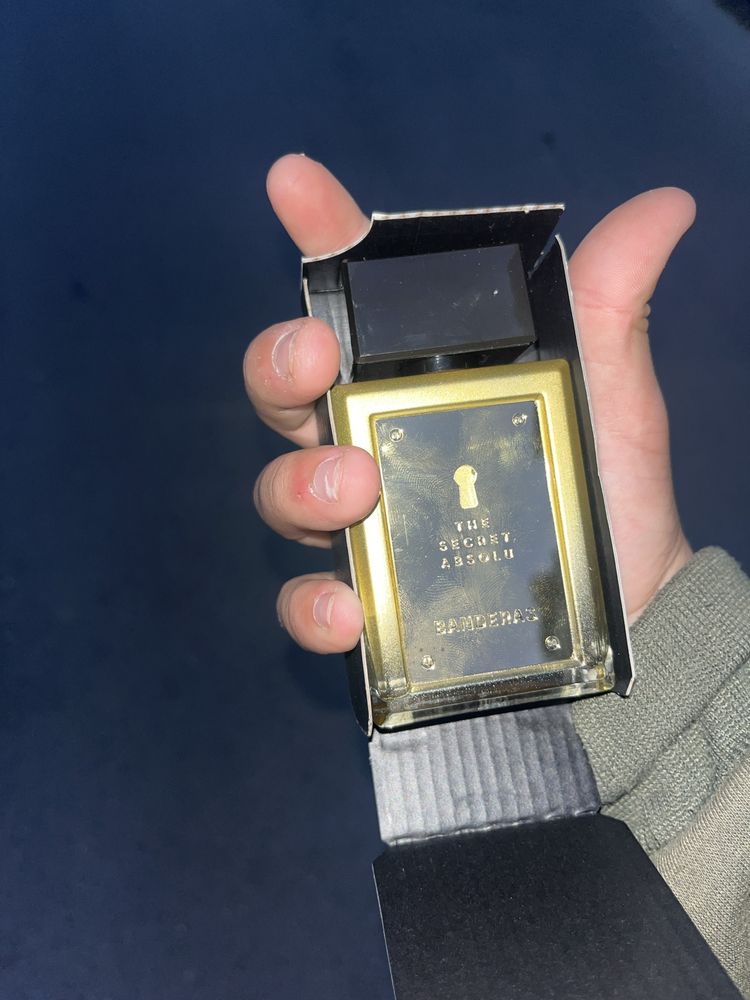 THE
SECRET
ABSOLU
BANDERAS